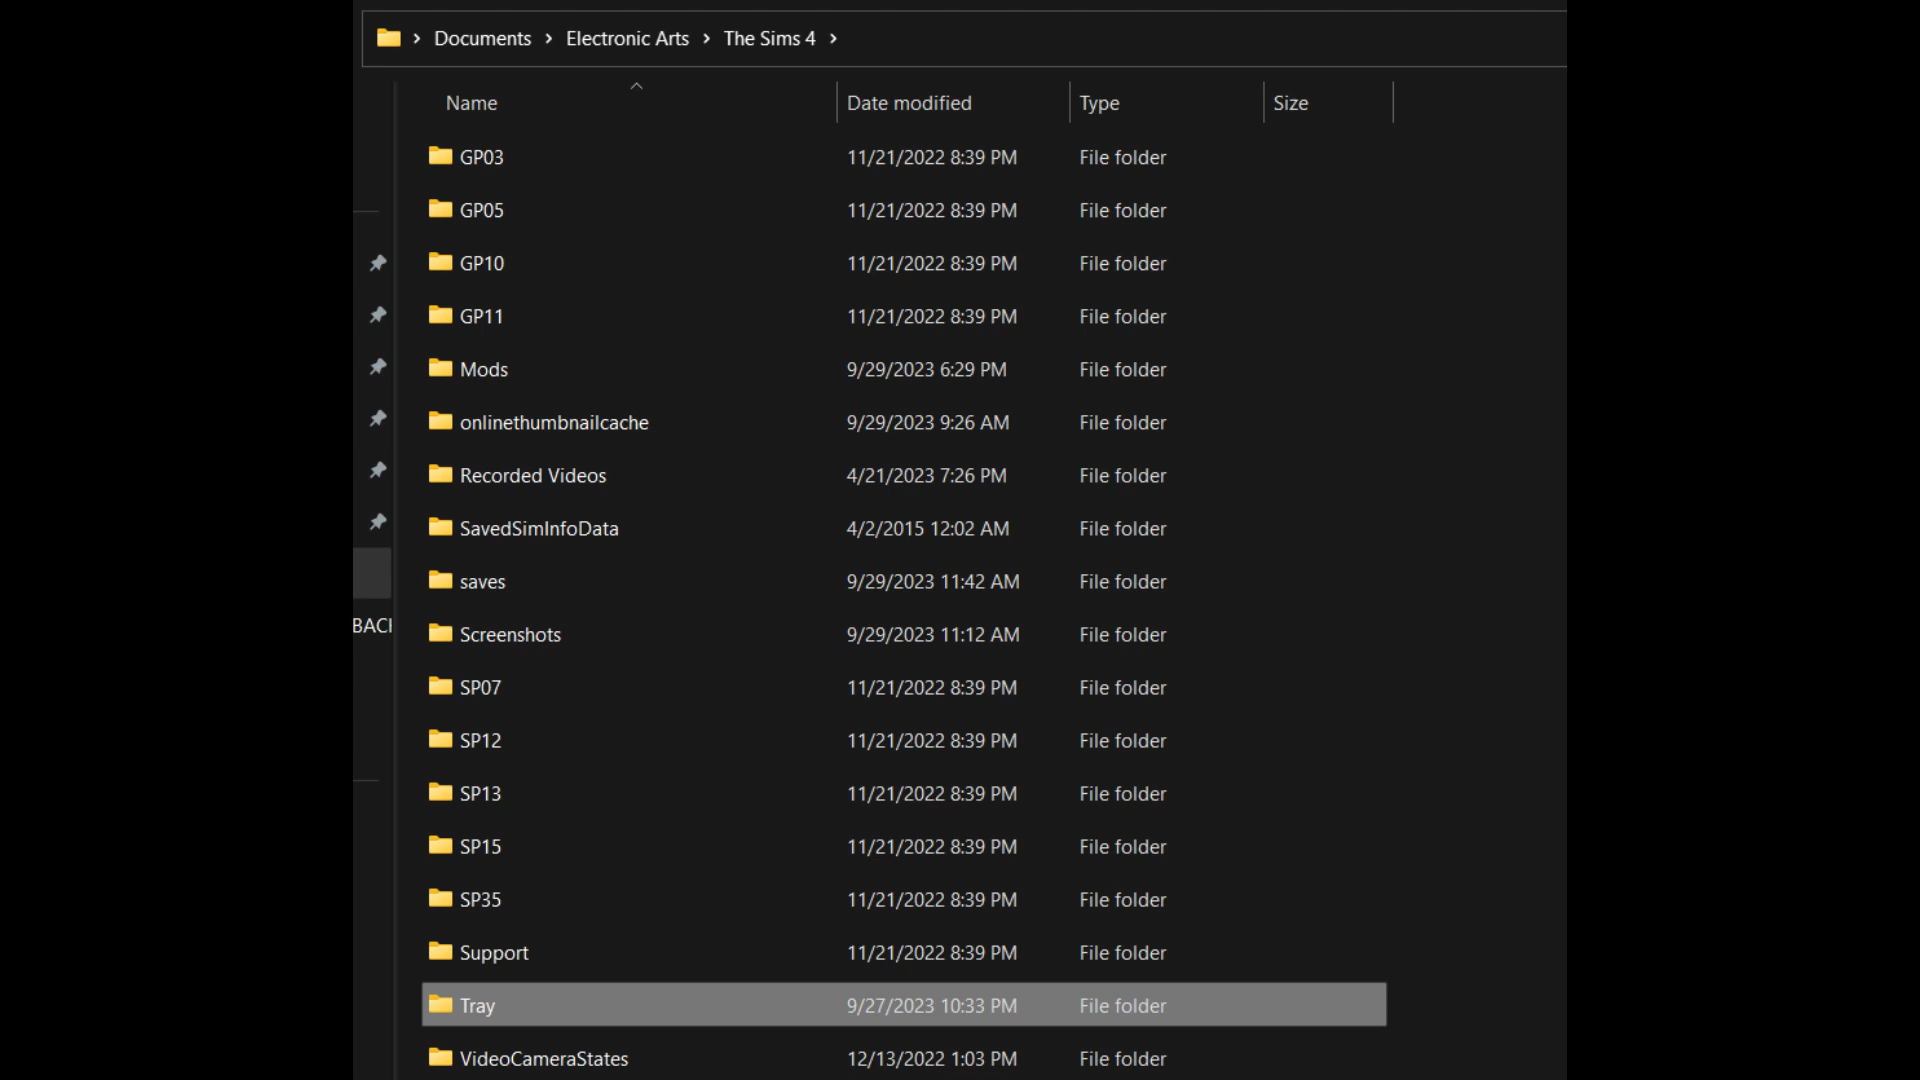 Documents > Electronic Arts > The Sims 4 >
Name Date modified Type Size
GP03 11/21/2022 8:39 PM File folder
GP05 11/21/2022 8:39 PM File folder
GP10 11/21/2022 8:39 PM File folder
GP11 11/21/2022 8:39 PM File folder
Mods 9/29/2023 6:29 PM File folder
onlinethumbnailcache 9/29/2023 9:26 AM File folder
Recorded Videos 4/21/2023 7:26 PM File folder
SavedSimInfoData 4/2/2015 12:02 AM File folder
saves 9/29/2023 11:42 AM File folder
BACI
Screenshots 9/29/2023 11:12 AM File folder
SP07 11/21/2022 8:39 PM File folder
SP12 11/21/2022 8:39 PM File folder
SP13 11/21/2022 8:39 PM File folder
SP15 11/21/2022 8:39 PM File folder
SP35 11/21/2022 8:39 PM File folder
Support 11/21/2022 8:39 PM File folder
Tray 9/27/2023 10:33 PM File folder
VideoCameraStates 12/13/2022 1:03 PM File folder